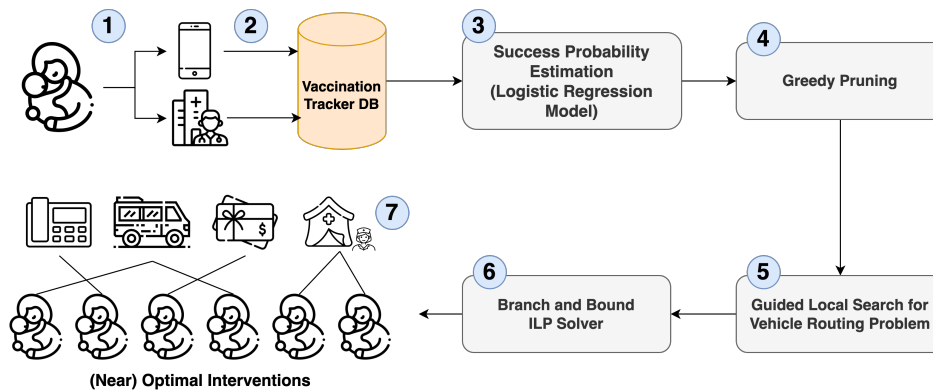 1
2
Vaccination
Tracker DB
3
Success Probability
Estimation
(Logistic Regression
Model)
4
Greedy Pruning
5
Guided Local Search for
Vehicle Routing Problem
6
Branch and Bound
ILP Solver
7
$
(Near) Optimal Interventions